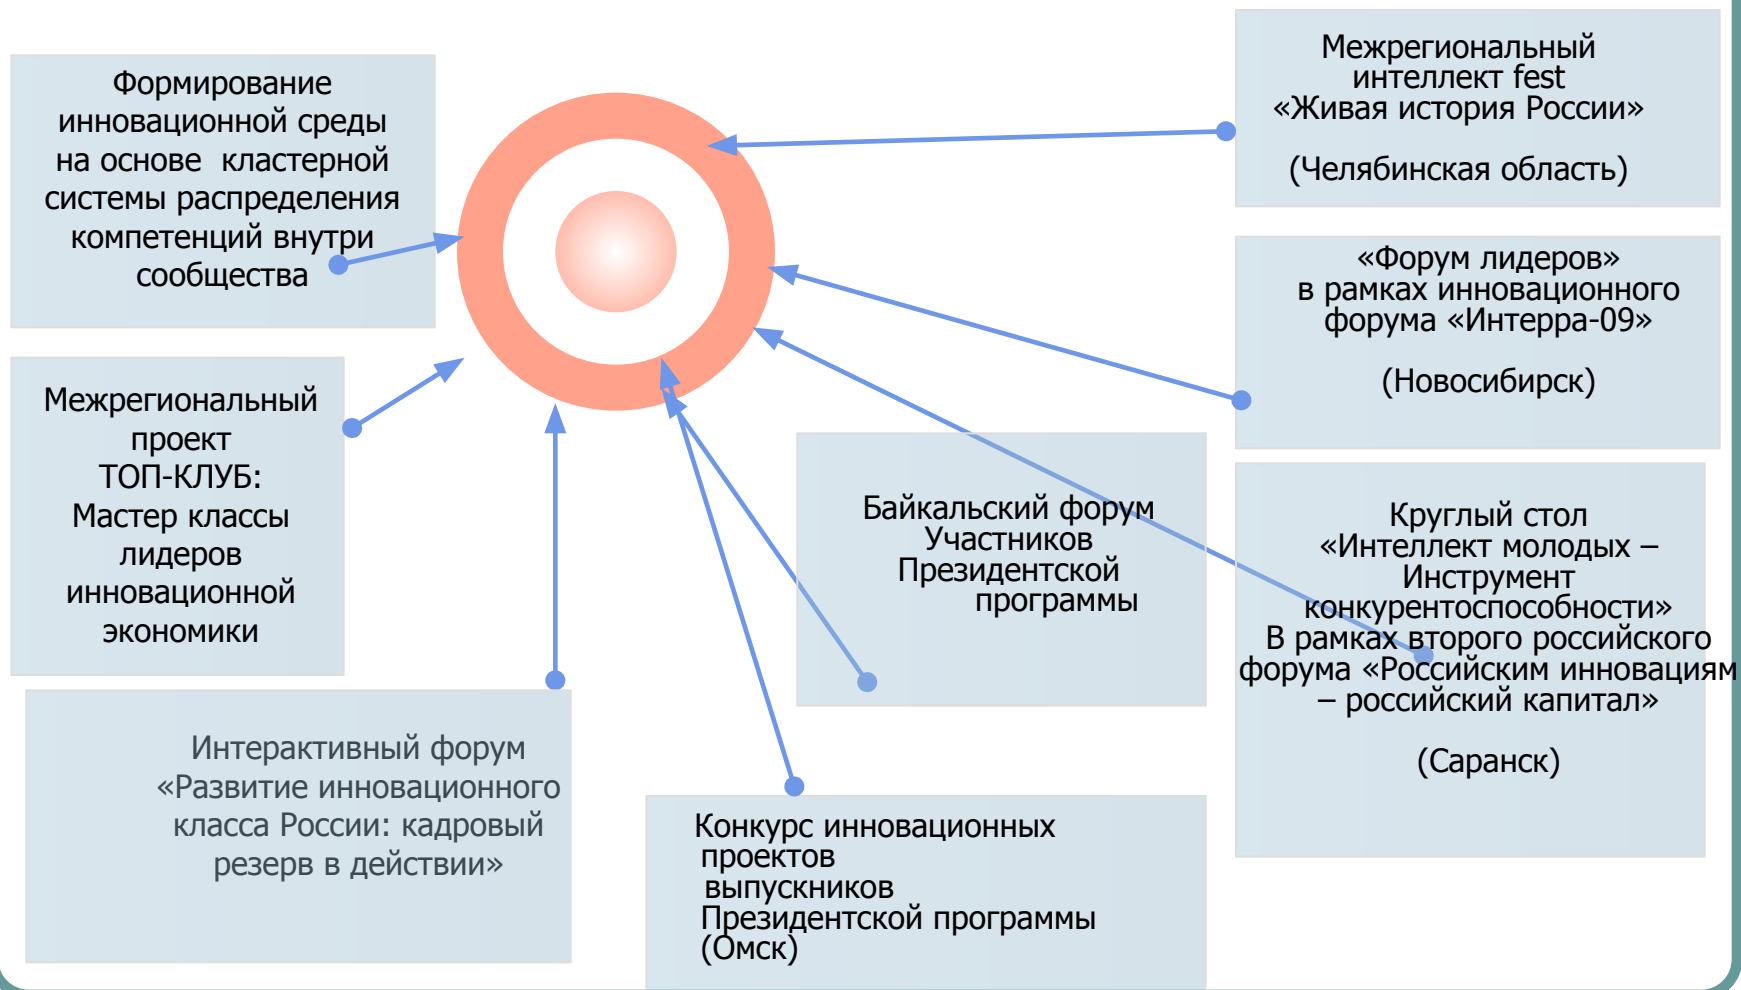 Формирование
инновационной среды
на основе кластерной
системы распределения
компетенций внутри
сообщества
Межрегиональный
проект
ТОП-КЛУБ:
Мастер классы
лидеров
инновационной
экономики
Интерактивный форум
«Развитие инновационного
класса России: кадровый
резерв в действии»
Конкурс инновационных
проектов
выпускников
Президентской программы
(Омск)
Байкальский форум
Участников
Президентской
программы
Межрегиональный
интеллект fest
«Живая история России»
(Челябинская область)
«Форум лидеров»
в рамках инновационного
форума «Интерра-09»
(Новосибирск)
Круглый стол
«Интеллект молодых –
Инструмент
конкурентоспособности»
В рамках второго российского
форума «Российским инновациям
– российский капитал»
(Саранск)